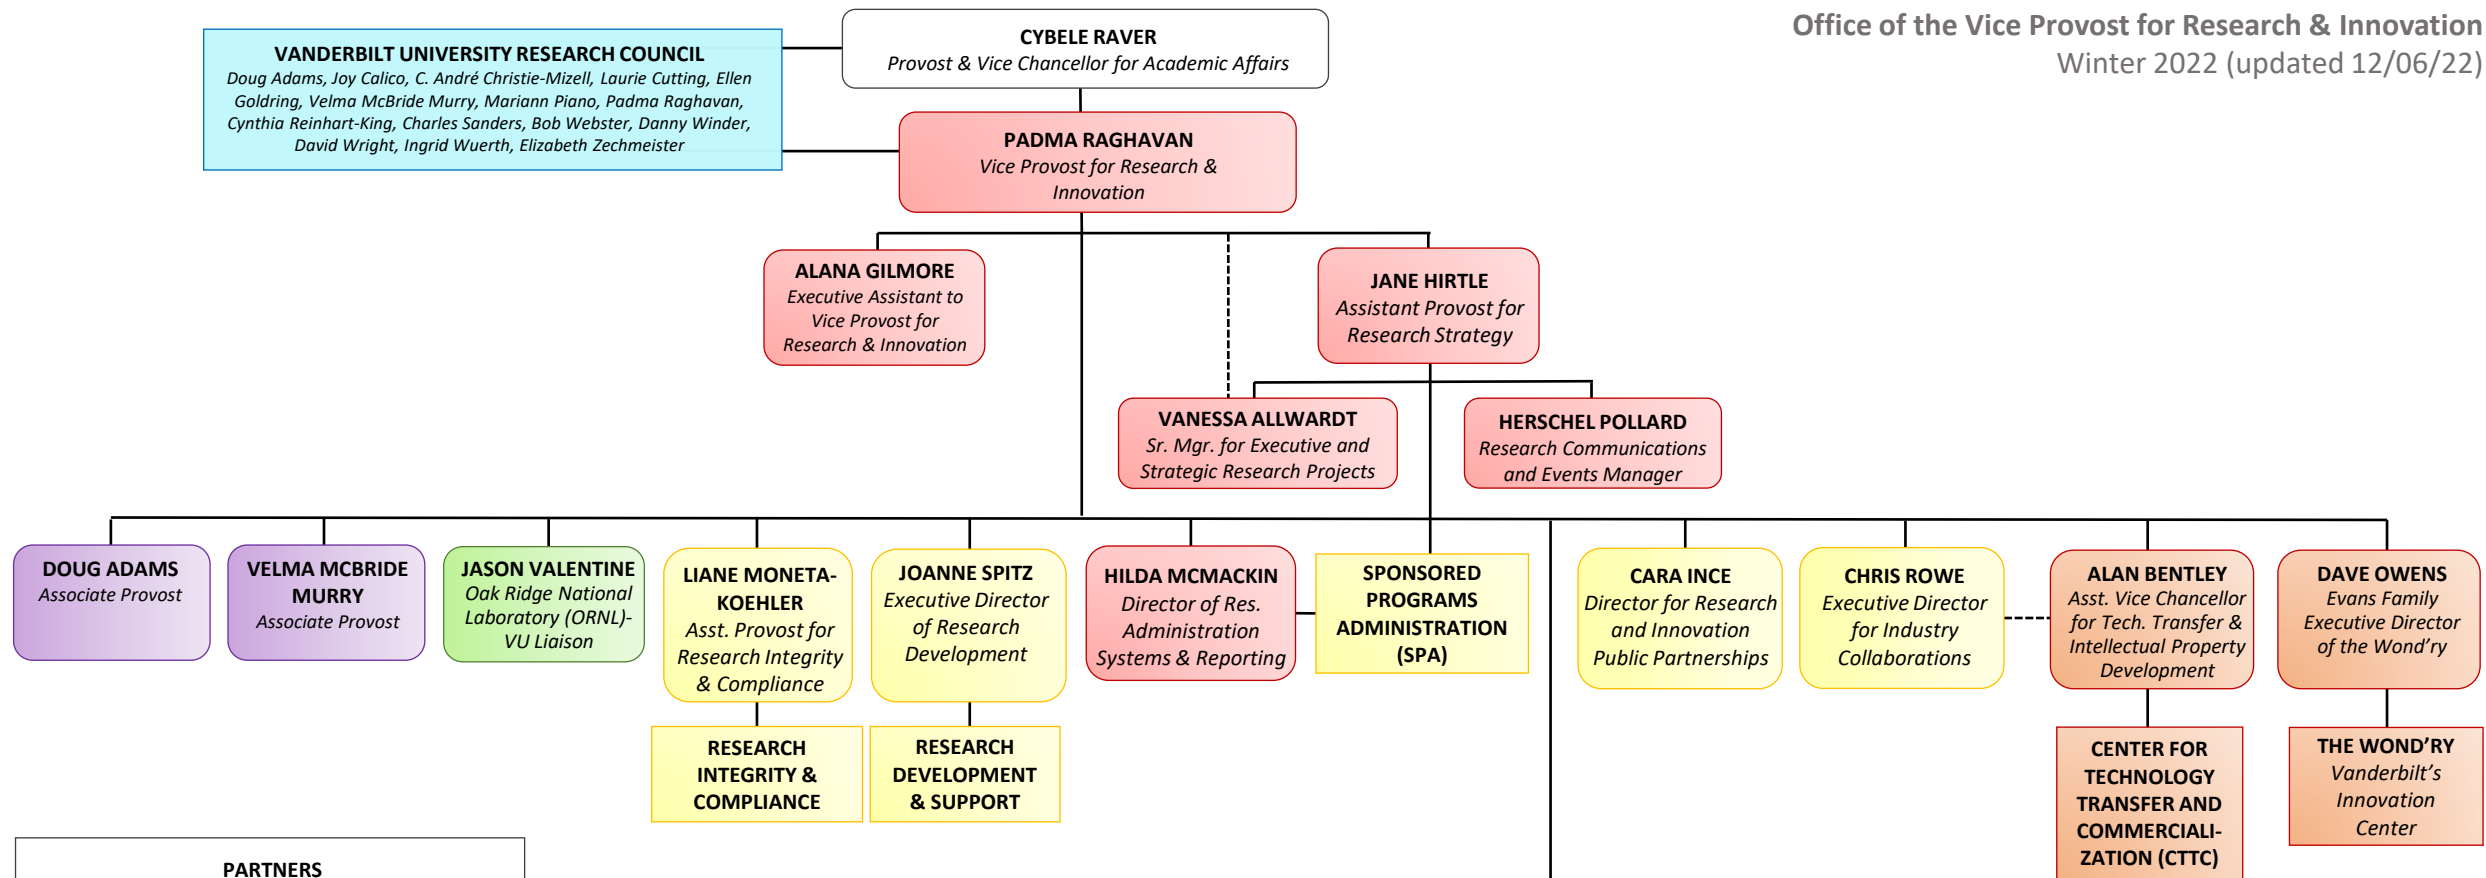 Office of the Vice Provost for Research & Innovation
Winter 2022 (updated 12/06/22)
VANDERBILT UNIVERSITY RESEARCH COUNCIL
Doug Adams, Joy Calico, C. André Christie-Mizell, Laurie Cutting, Ellen
Goldring, Velma McBride Murry, Mariann Piano, Padma Raghavan,
Cynthia Reinhart-King, Charles Sanders, Bob Webster, Danny Winder,
David Wright, Ingrid Wuerth, Elizabeth Zechmeister
CYBELE RAVER
Provost & Vice Chancellor for Academic Affairs
PADMA RAGHAVAN
Vice Provost for Research &
Innovation
ALANA GILMORE
Executive Assistant to
Vice Provost for
Research & Innovation
JANE HIRTLE
Assistant Provost for
Research Strategy
VANESSA ALLWARDT
Sr. Mgr. for Executive and
Strategic Research Projects
HERSCHEL POLLARD
Research Communications
and Events Manager
DOUG ADAMS
Associate Provost
VELMA MCBRIDE
MURRY
Associate Provost
JASON VALENTINE
Oak Ridge National
Laboratory (ORNL)-
VU Liaison
LIANE MONETA-
KOEHLER
Asst. Provost for
Research Integrity
& Compliance
JOANNE SPITZ
Executive Director
of Research
Development
HILDA MCMACKIN
Director of Res.
Administration
Systems & Reporting
SPONSORED
PROGRAMS
ADMINISTRATION
(SPA)
CARA INCE
Director for Research
and Innovation
Public Partnerships
CHRIS ROWE
Executive Director
for Industry
Collaborations
ALAN BENTLEY
Asst. Vice Chancellor
for Tech. Transfer &
Intellectual Property
Development
DAVE OWENS
Evans Family
Executive Director
of the Wond'ry
RESEARCH
INTEGRITY &
COMPLIANCE
RESEARCH
DEVELOPMENT
& SUPPORT
CENTER FOR
TECHNOLOGY
TRANSFER AND
COMMERCIALI-
ZATION (CTTC)
THE WOND'RY
Vanderbilt's
Innovation
Center
PARTNERS